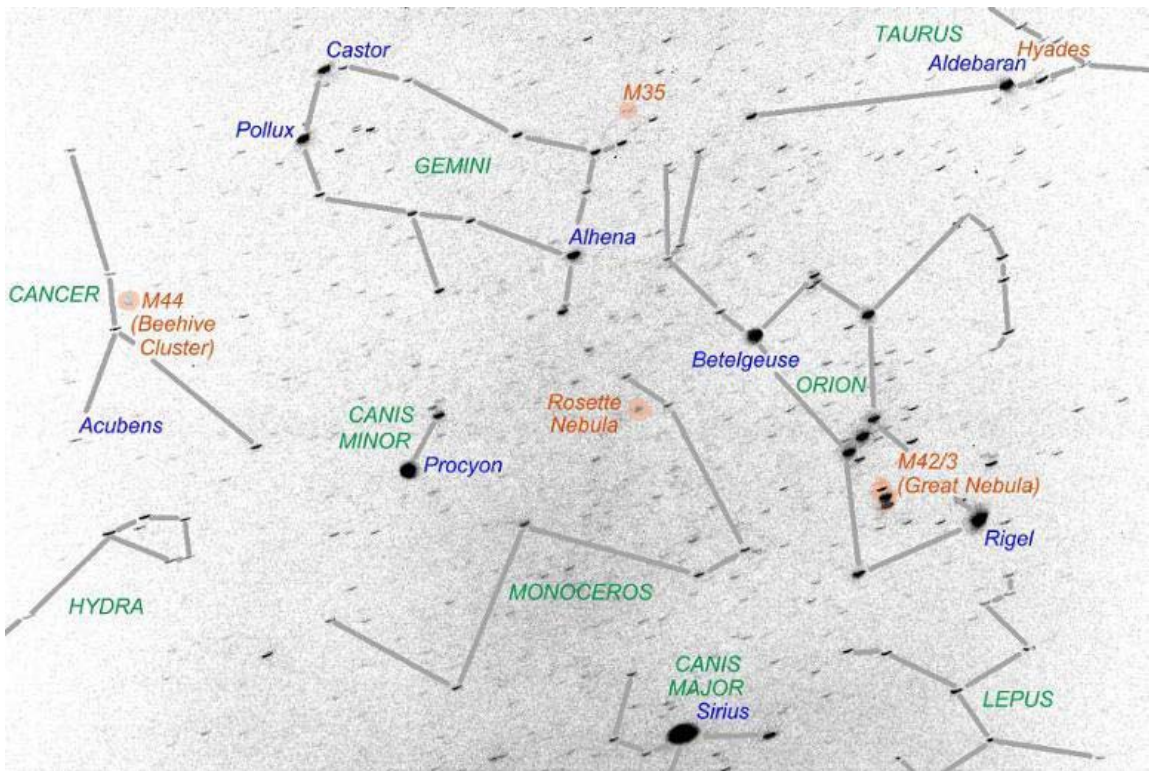 TAURUS
Hyades
Castor
Aldebaran
M35
Pollux
GEMINI
Alhena
CANCER
M44
(Beehive
Cluster)
Betelgeuse
ORION
Rosette
Nebula
CANIS
MINOR
Acubens
Procyon
M42/3
(Great Nebula)
Rigel
MONOCEROS
HYDRA
CANIS
MAJOR
Sirius
LEPUS